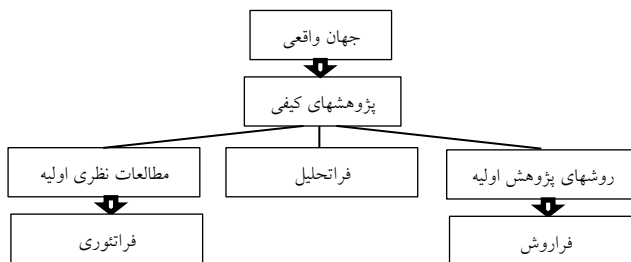 جهان واقعی
پژوهشهای کیفی
روشهای پژوهش اولیه
فراتحلیل
مطالعات نظری اولیه
فراروش
فراتئوری